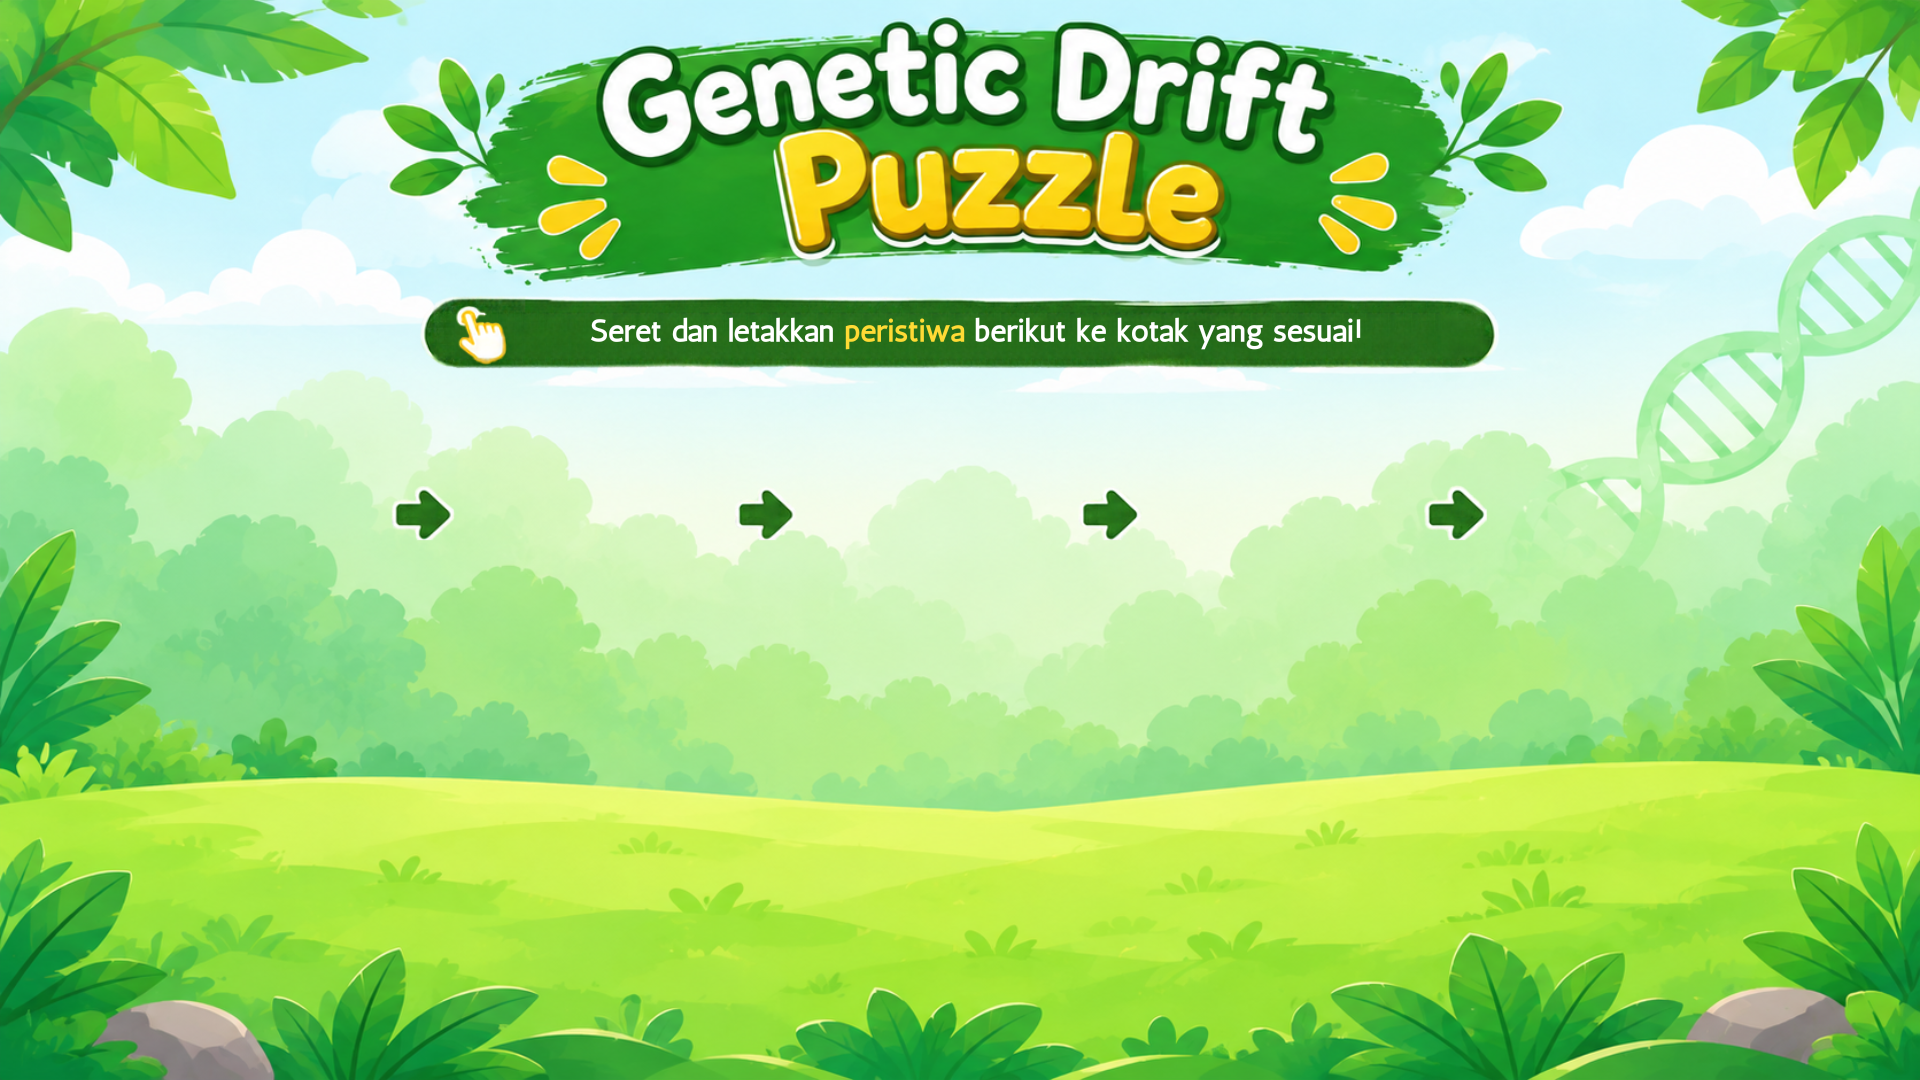 Genetic Drift
Puzzle
Seret dan letakkan peristiwa berikut ke kotak yang sesuai!